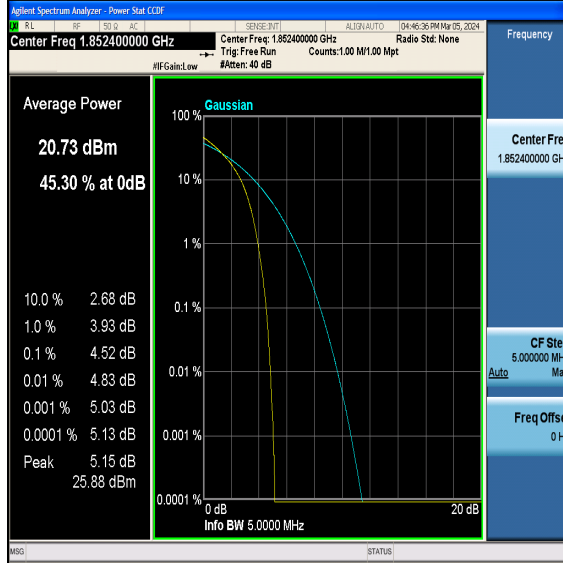 Agilent Spectrum Analyzer - Power Stat CCDF
LXI RL RF 50 Ω AC SENSE:INT ALIGN AUTO 04:46:36 PM Mar 05, 2024
Center Freq 1.852400000 GHz
Center Freq: 1.852400000 GHz
Radio Std: None
Trig: Free Run
Counts:1.00 M/1.00 Mpt
#IFGain:Low
#Atten: 40 dB
Frequency
Average Power
20.73 dBm
45.30 % at 0dB
10.0 % 2.68 dB
1.0 % 3.93 dB
0.1 % 4.52 dB
0.01 % 4.83 dB
0.001 % 5.03 dB
0.0001 % 5.13 dB
Peak 5.15 dB
25.88 dBm
Gaussian
100 %
10 %
1 %
0.1 %
0.01 %
0.001 %
0.0001 %
0 dB 20 dB
Info BW 5.0000 MHz
Center Fre
1.852400000 GH
CF Ste
5.000000 MH
Auto Ma
Freq Offse
0 H
MSG STATUS